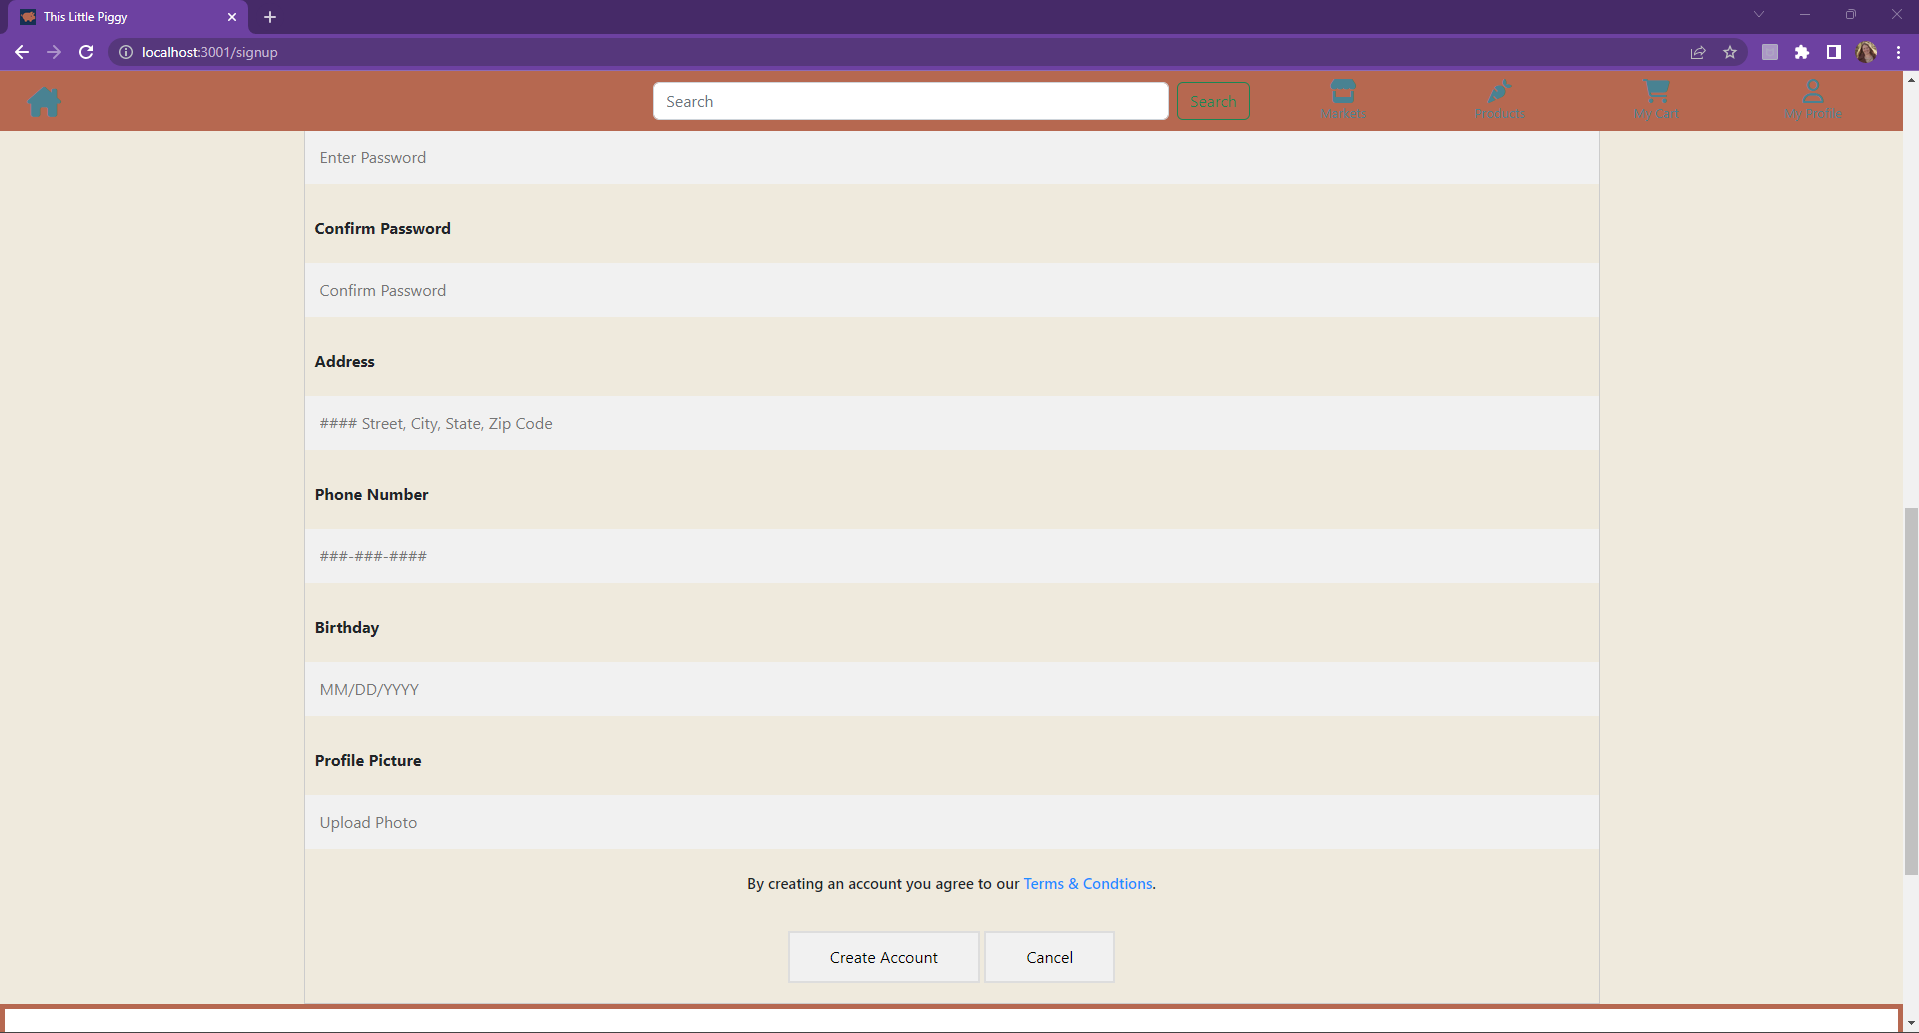 This Little Piggy
localhost:3001/signup
Search
Search
Markets
Products
My Cart
My Profile
Enter Password
Confirm Password
Confirm Password
Address
#### Street, City, State, Zip Code
Phone Number
###-###-####
Birthday
MM/DD/YYYY
Profile Picture
Upload Photo
By creating an account you agree to our Terms & Condtions.
Create Account
Cancel